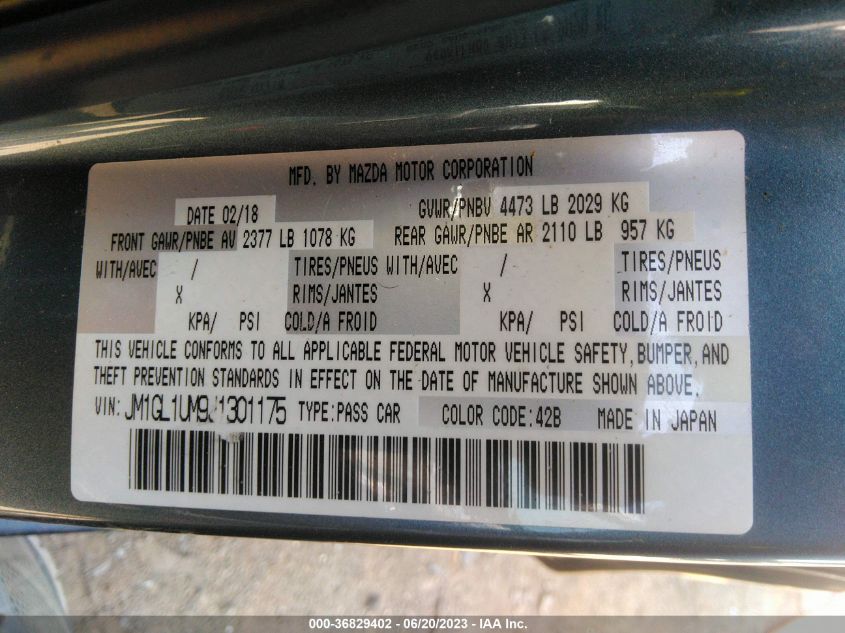 MFD. BY MAZDA MOTOR CORPORATION
DATE 02/18 GVWR/PNBV 4473 LB 2029 KG
FRONT GAWR/PNBE AV 2377 LB 1078 KG REAR GAWR/PNBE AR 2110 LB 957 KG
WITH/AVEC / TIRES/PNEUS WITH/AVEC / TIRES/PNEUS
X RIMS/JANTES X RIMS/JANTES
KPA/ PSI COLD/A FROID KPA/ PSI COLD/A FROID
THIS VEHICLE CONFORMS TO ALL APPLICABLE FEDERAL MOTOR VEHICLE SAFETY, BUMPER, AND
THEFT PREVENTION STANDARDS IN EFFECT ON THE DATE OF MANUFACTURE SHOWN ABOVE.
VIN: JM1GL1UM9J1301175 TYPE:PASS CAR COLOR CODE:42B MADE IN JAPAN
000-36829402 - 06/20/2023 - IAA Inc.